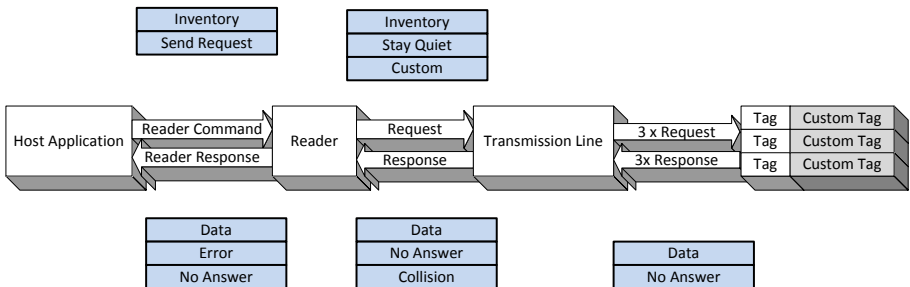 Inventory
Send Request
Inventory
Stay Quiet
Custom
Host Application
Reader Command
Reader Response
Reader
Request
Response
Transmission Line
3 x Request
3x Response
Tag Custom Tag
Tag Custom Tag
Tag Custom Tag
Data
Error
No Answer
Data
No Answer
Collision
Data
No Answer